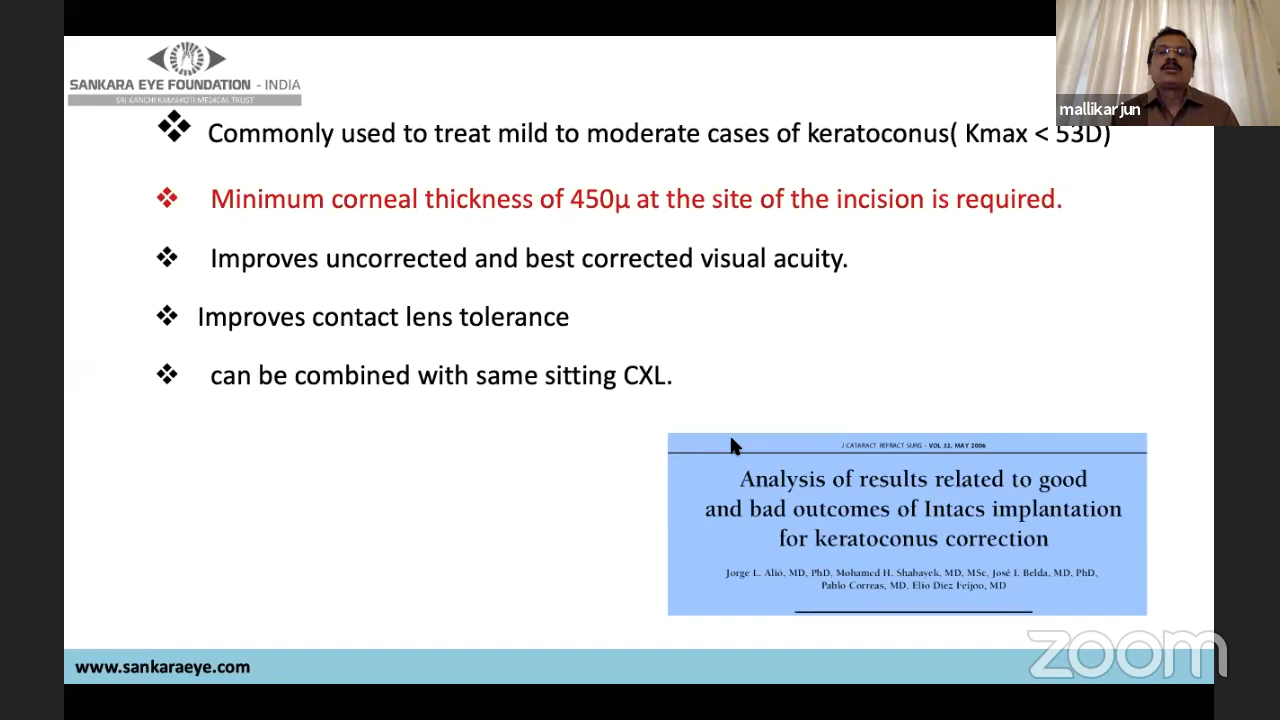 SANKARA EYE FOUNDATION - INDIA
SRI KANCHI KAMAKOTI MEDICAL TRUST
mallikarjun
Commonly used to treat mild to moderate cases of keratoconus( Kmax < 53D)
Minimum corneal thickness of 450µ at the site of the incision is required.
Improves uncorrected and best corrected visual acuity.
Improves contact lens tolerance
can be combined with same sitting CXL.
J CATARACT REFRACT SURG - VOL 32, MAY 2006
Analysis of results related to good
and bad outcomes of Intacs implantation
for keratoconus correction
Jorge L. Alió, MD, PhD, Mohamed H. Shabayek, MD, MSc, José I. Belda, MD, PhD,
Pablo Correas, MD, Elio Diez Feijoo, MD
zoom
www.sankaraeye.com